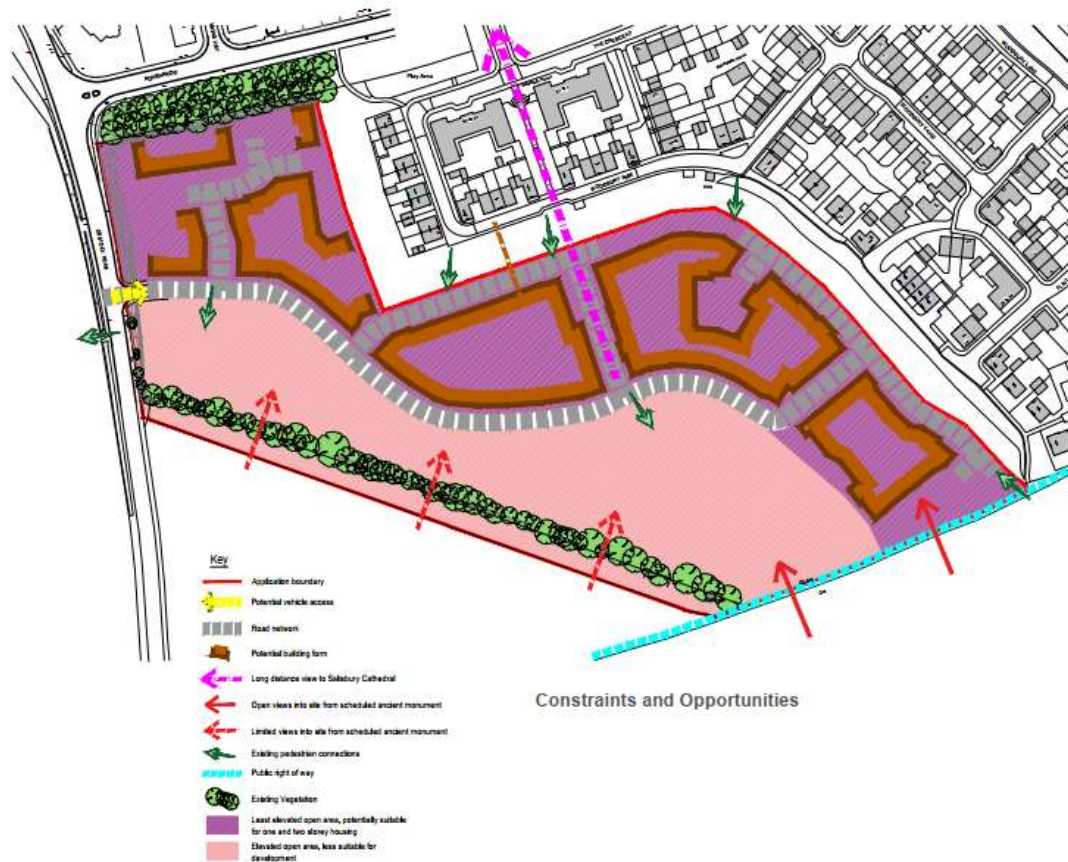 Play Area
THE CRESCENT
Key
Application boundary
Potential vehicle access
Road network
Potential building form
Long distance view to Salisbury Cathedral
Open views into site from scheduled ancient monument
Limited views into site from scheduled ancient monument
Existing pedestrian connections
Public right of way
Existing Vegetation
Least elevated open area, potentially suitable
for one and two storey housing
Elevated open area, less suitable for
development
Constraints and Opportunities